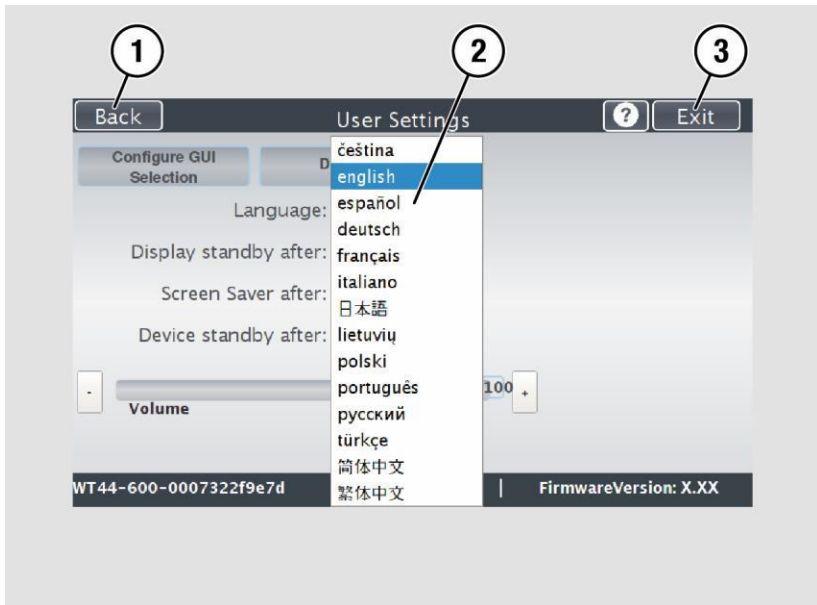 1
2
3
Back
User Settings
?
Exit
Configure GUI
Selection
D
Language:
Display standby after:
Screen Saver after:
Device standby after:
čeština
english
español
deutsch
français
italiano
日本語
lietuvių
polski
português
русский
türkçe
简体中文
繁体中文
-
100
+
Volume
WT44-600-0007322f9e7d
| FirmwareVersion: X.XX